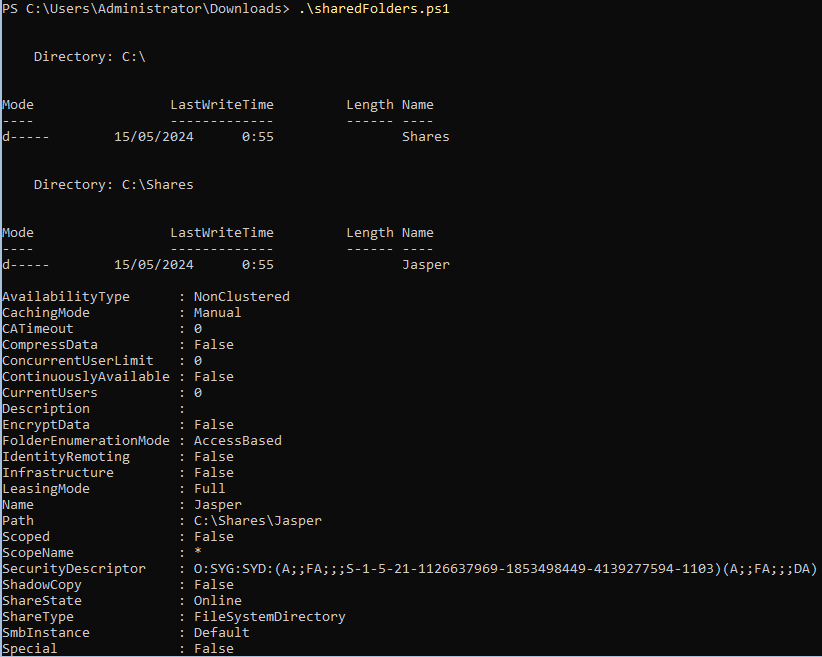 PS C:\Users\Administrator\Downloads> .\sharedFolders.ps1
Directory: C:\
Mode LastWriteTime Length Name
---- ------------- ------ ----
d----- 15/05/2024 0:55 Shares
Directory: C:\Shares
Mode LastWriteTime Length Name
---- ------------- ------ ----
d----- 15/05/2024 0:55 Jasper
AvailabilityType : NonClustered
CachingMode : Manual
CATimeout : 0
CompressData : False
ConcurrentUserLimit : 0
ContinuouslyAvailable : False
CurrentUsers : 0
Description :
EncryptData : False
FolderEnumerationMode : AccessBased
IdentityRemoting : False
Infrastructure : False
LeasingMode : Full
Name : Jasper
Path : C:\Shares\Jasper
Scoped : False
ScopeName : *
SecurityDescriptor : O:SYG:SYD:(A;;FA;;;S-1-5-21-1126637969-1853498449-4139277594-1103)(A;;FA;;;DA)
ShadowCopy : False
ShareState : Online
ShareType : FileSystemDirectory
SmbInstance : Default
Special : False